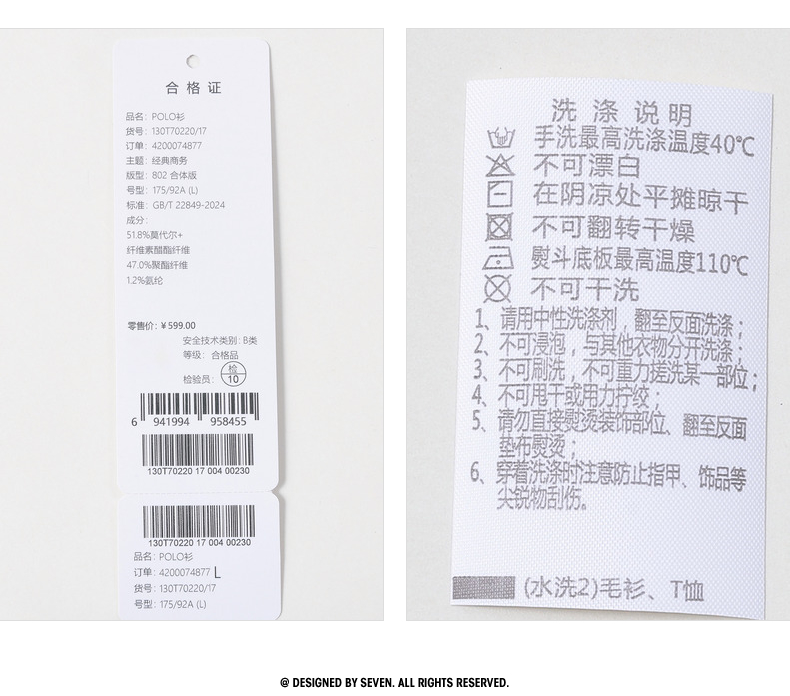 合格证
品名: POLO衫
货号: 130T70220/17
订单: 4200074877
主题: 经典商务
版型: 802 合体版
号型: 175/92A (L)
标准: GB/T 22849-2024
成分:
51.8%莫代尔+
纤维素醋酯纤维
47.0%聚酯纤维
1.2%氨纶
零售价: ¥599.00
安全技术类别: B类
等级: 合格品
检验员: 检10
6 941994 958455
130T70220 17 004 00230
130T70220 17 004 00230
品名: POLO衫
订单: 4200074877 L
货号: 130T70220/17
号型: 175/92A (L)
洗涤说明
手洗最高洗涤温度40℃
不可漂白
在阴凉处平摊晾干
不可翻转干燥
熨斗底板最高温度110℃
不可干洗
1、请用中性洗涤剂，翻至反面洗涤；
2、不可浸泡，与其他衣物分开洗涤；
3、不可刷洗，不可重力搓洗某一部位；
4、不可甩干或用力拧绞；
5、请勿直接熨烫装饰部位、翻至反面
垫布熨烫；
6、穿着洗涤时注意防止指甲、饰品等
尖锐物刮伤。
(水洗2)毛衫、T恤
@ DESIGNED BY SEVEN. ALL RIGHTS RESERVED.